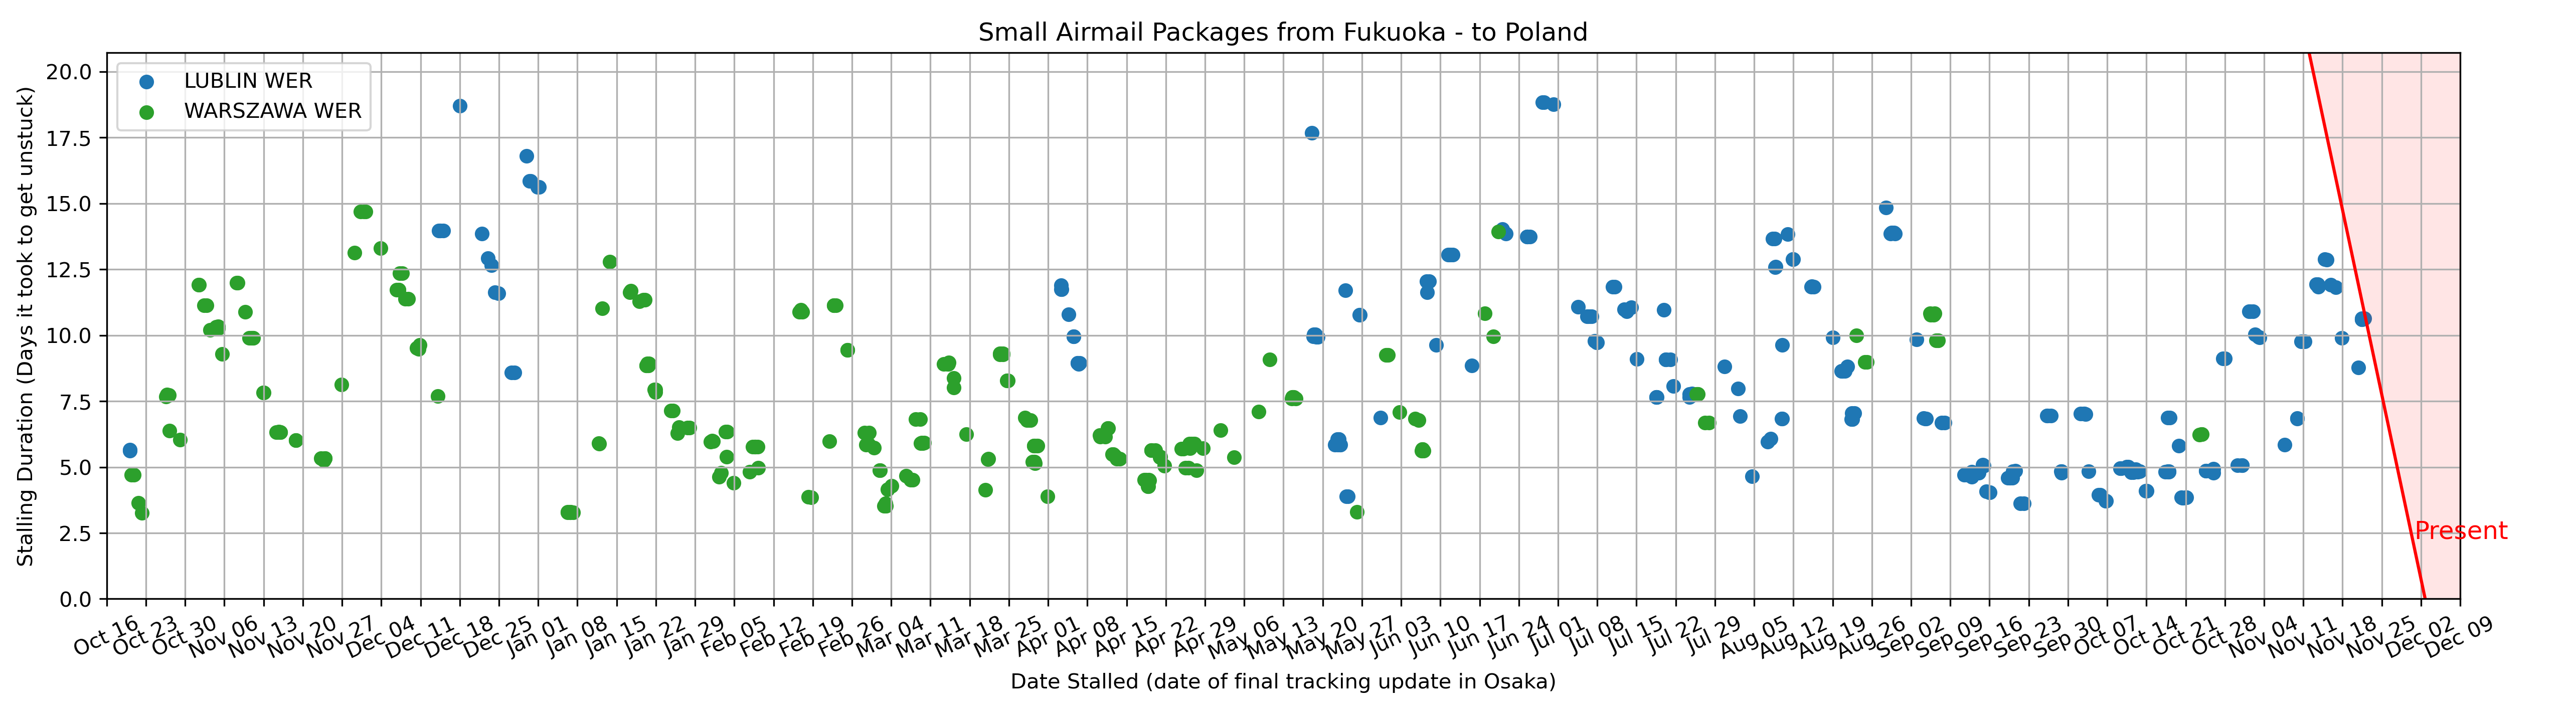 Small Airmail Packages from Fukuoka - to Poland
LUBLIN WER
WARSZAWA WER
Stalling Duration (Days it took to get unstuck)
20.0
17.5
15.0
12.5
10.0
7.5
5.0
2.5
0.0
Present
Oct 16
Oct 23
Oct 30
Nov 06
Nov 13
Nov 20
Nov 27
Dec 04
Dec 11
Dec 18
Dec 25
Jan 01
Jan 08
Jan 15
Jan 22
Jan 29
Feb 05
Feb 12
Feb 19
Feb 26
Mar 04
Mar 11
Mar 18
Mar 25
Apr 01
Apr 08
Apr 15
Apr 22
Apr 29
May 06
May 13
May 20
May 27
Jun 03
Jun 10
Jun 17
Jun 24
Jul 01
Jul 08
Jul 15
Jul 22
Jul 29
Aug 05
Aug 12
Aug 19
Aug 26
Sep 02
Sep 09
Sep 16
Sep 23
Sep 30
Oct 07
Oct 14
Oct 21
Oct 28
Nov 04
Nov 11
Nov 18
Nov 25
Dec 02
Dec 09
Date Stalled (date of final tracking update in Osaka)